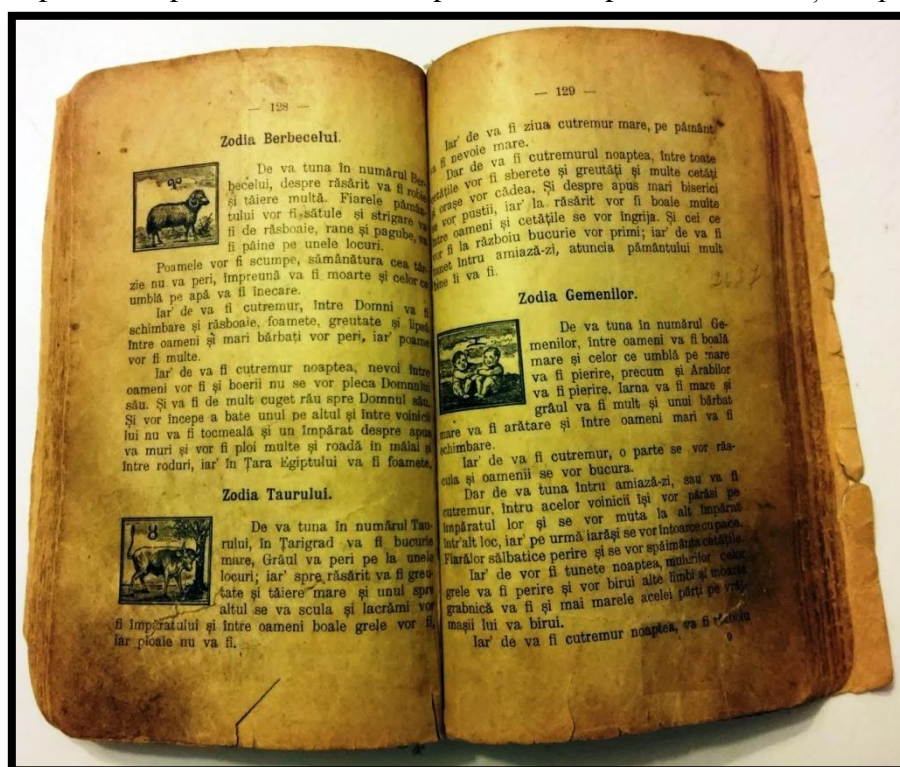 — 128 —
Zodia Berbecelui.
De va tuna în numărul Ber-
becelui, despre răsărit va fi robie
și tăiere multă. Fiarele pămân-
tului vor fi sătule și strigare va
fi de răsboaie, rane și pagube, va
fi pâine pe unele locuri.
Poamele vor fi scumpe, sămănătura cea târ-
zie nu va peri, împreună va fi moarte și celor ce
umblă pe apă va fi înecare.
Iar' de va fi cutremur, între Domni va fi
schimbare și răsboaie, foamete, greutate și lipsă
între oameni și mari bărbați vor peri, iar' poame
vor fi multe.
Iar' de va fi cutremur noaptea, nevoi între
oameni vor fi și boerii nu se vor pleca Domnului
său. Și va fi de mult cuget rău spre Domnul său.
Și vor începe a bate unul pe altul și între voinicii
lui nu va fi tocmeală și un împărat despre apus
va muri și vor fi ploi multe și roadă în mălai și
între roduri, iar' în Țara Egiptului va fi foamete.
Zodia Taurului.
De va tuna în numărul Tau-
rului, în Țarigrad va fi bucurie
mare, Grâul va peri pe la unele
locuri; iar' spre răsărit va fi greu-
tate și tăiere mare și unul spre
altul se va scula și lacrămi vor
fi împăratului și între oameni boale grele vor fi,
iar ploaie nu va fi.
— 129 —
Iar' de va fi ziua cutremur mare, pe pământ
va fi nevoie mare.
Dar de va fi cutremurul noaptea, între toate
cetățile vor fi sberete și greutăți și multe cetăți
și orașe vor cădea. Și despre apus mari biserici
se vor pustii, iar' la răsărit vor fi boale multe
între oameni și cetățile se vor îngrija. Și cei ce
vor fi la războiu bucurie vor primi; iar' de va fi
tunet întru amiază-zi, atuncia pământului mult
bine îi va fi.
Zodia Gemenilor.
De va tuna în numărul Ge-
menilor, între oameni va fi boală
mare și celor ce umblă pe mare
va fi pierire, precum și Arabilor
va fi pierire. Iarna va fi mare și
grâul va fi mult și unui bărbat
mare va fi arătare și între oameni mari va fi
schimbare.
Iar' de va fi cutremur, o parte se vor răs-
cula și oamenii se vor bucura.
Dar de va tuna întru amiază-zi, sau va fi
cutremur, întru acelor voinicii își vor părăsi pe
împăratul lor și se vor muta la alt împărat
într'alt loc, iar' pe urmă iarăși se vor întoarce cu pace.
Fiarălor sălbatice perire și se vor spăimânta cetățile.
Iar' de vor fi tunete noaptea, muierilor celor
grele va fi perire și vor birui alte limbi și moarte
grabnică va fi și mai marele acelei părți pe vrăj-
mașii lui va birui.
Iar' de va fi cutremur noaptea, va fi războiu
9